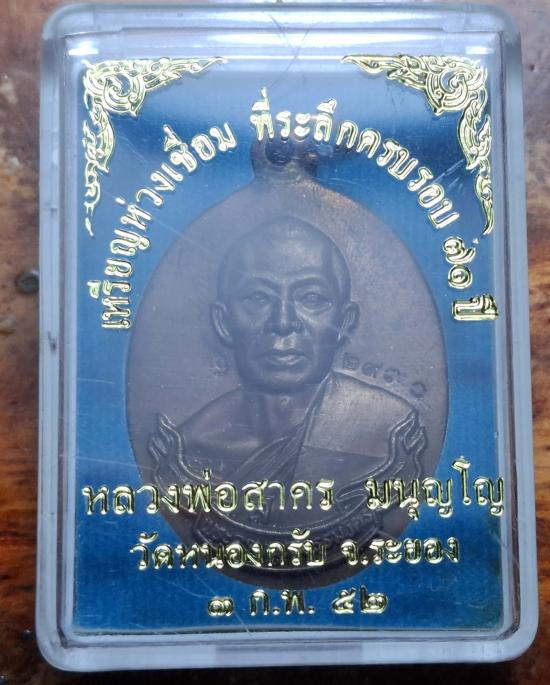 เหรียญห่วงเชื่อม ที่ระลึกครบรอบ ๗๑ ปี
หลวงพ่อสาคร มนุญโญ
วัดหนองกรับ จ.ระยอง
๑ ก.พ. ๕๒